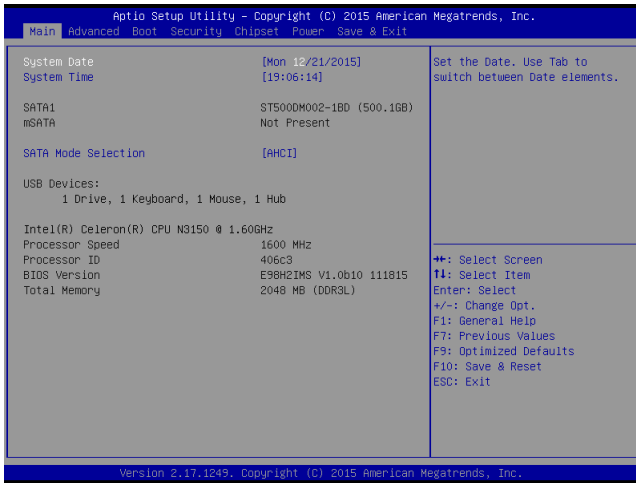 Aptio Setup Utility – Copyright (C) 2015 American Megatrends, Inc.
Main Advanced Boot Security Chipset Power Save & Exit
System Date [Mon 12/21/2015]
System Time [19:06:14]
SATA1 ST500DM002-1BD (500.1GB)
mSATA Not Present
SATA Mode Selection [AHCI]
USB Devices:
1 Drive, 1 Keyboard, 1 Mouse, 1 Hub
Intel(R) Celeron(R) CPU N3150 @ 1.60GHz
Processor Speed 1600 MHz
Processor ID 406c3
BIOS Version E98H2IMS V1.0b10 111815
Total Memory 2048 MB (DDR3L)
Set the Date. Use Tab to
switch between Date elements.
→←: Select Screen
↑↓: Select Item
Enter: Select
+/-: Change Opt.
F1: General Help
F7: Previous Values
F9: Optimized Defaults
F10: Save & Reset
ESC: Exit
Version 2.17.1249. Copyright (C) 2015 American Megatrends, Inc.